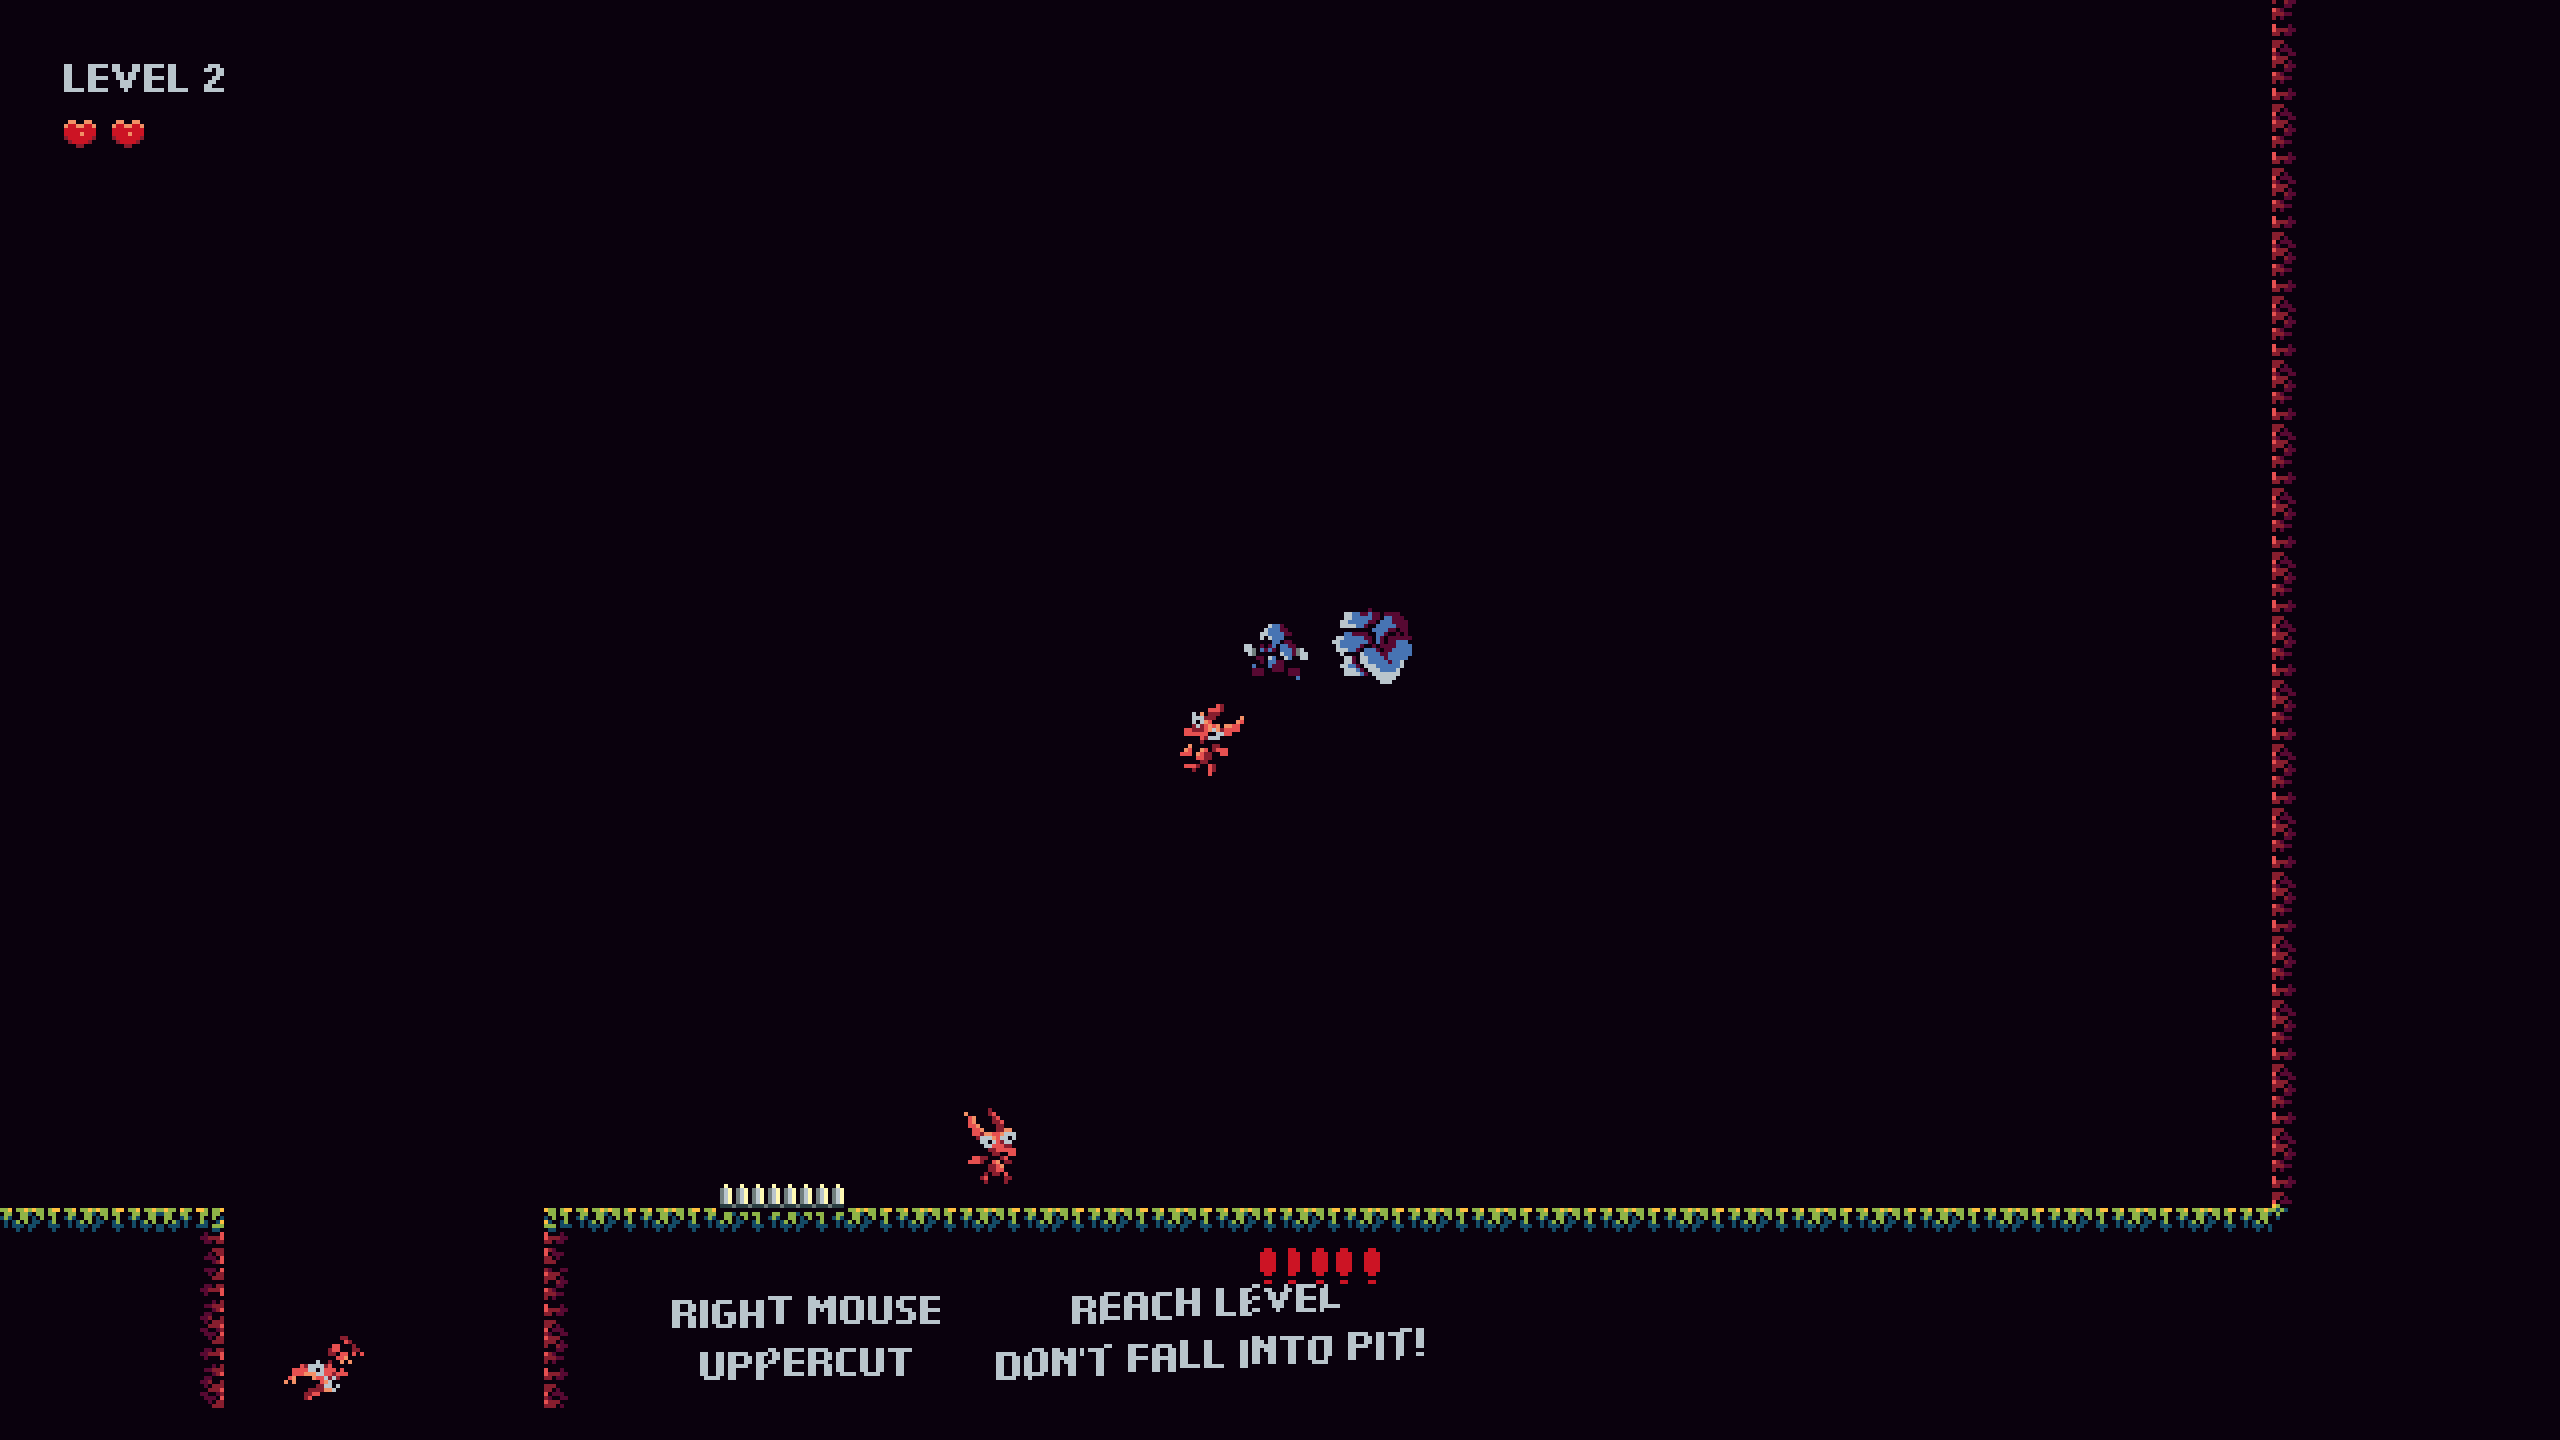 LEVEL 2
RIGHT MOUSE
UPPERCUT
REACH LEVEL
DON'T FALL INTO PIT!